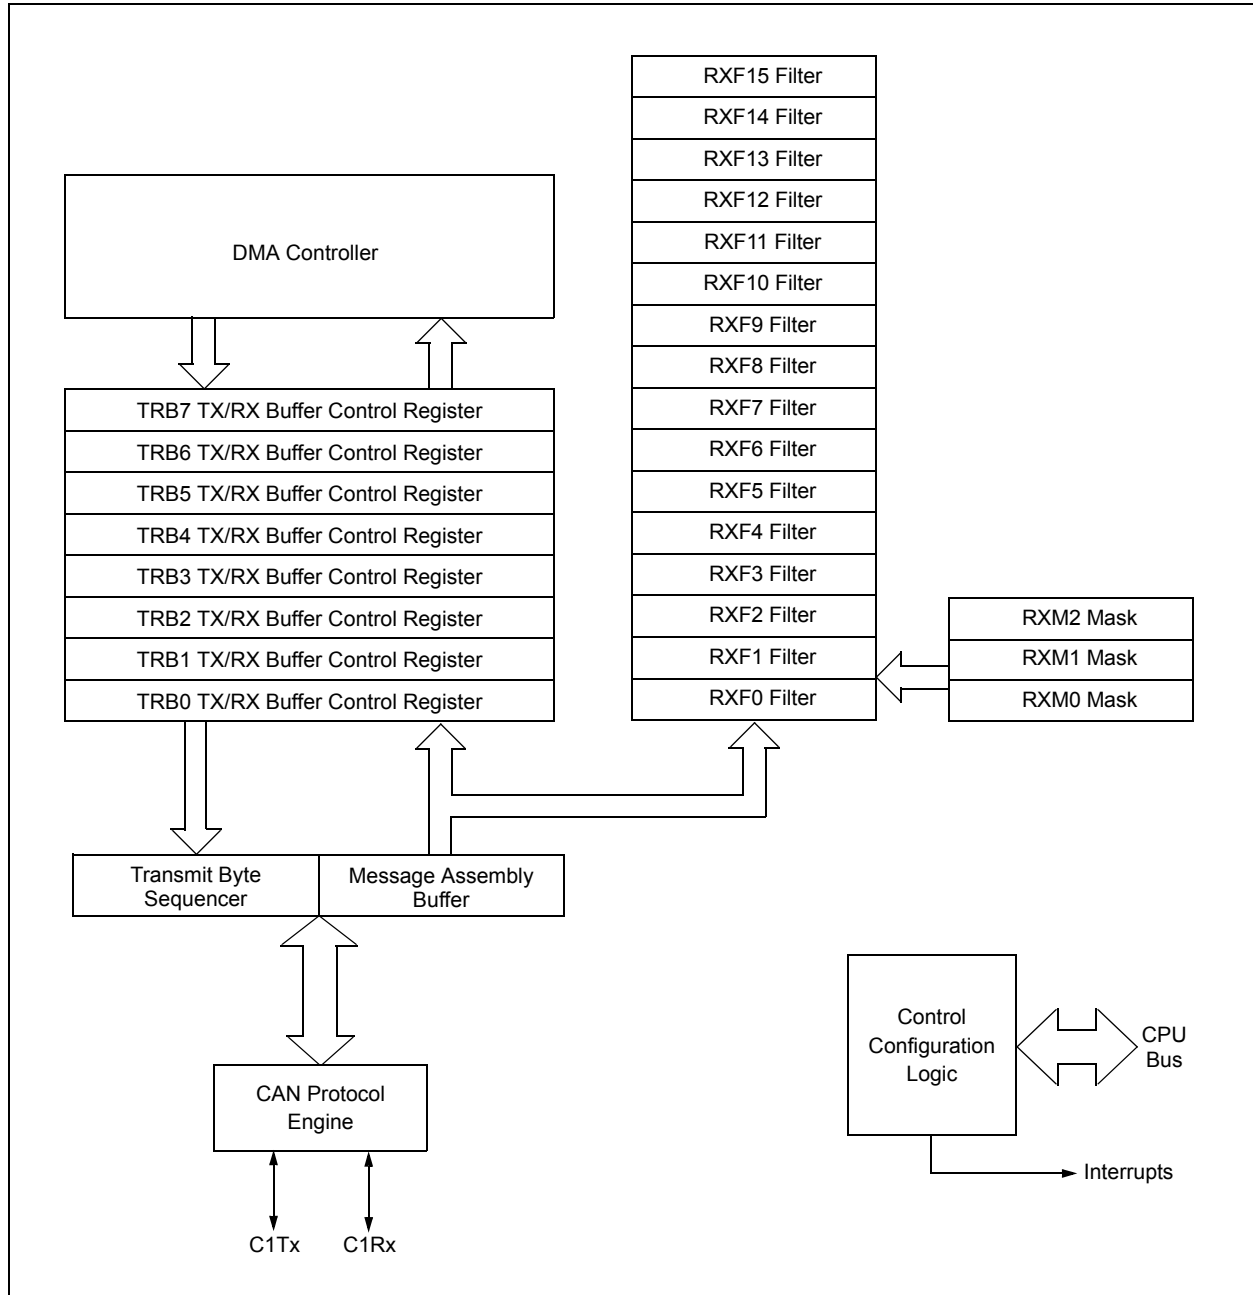 DMA Controller
TRB7 TX/RX Buffer Control Register
TRB6 TX/RX Buffer Control Register
TRB5 TX/RX Buffer Control Register
TRB4 TX/RX Buffer Control Register
TRB3 TX/RX Buffer Control Register
TRB2 TX/RX Buffer Control Register
TRB1 TX/RX Buffer Control Register
TRB0 TX/RX Buffer Control Register
RXF15 Filter
RXF14 Filter
RXF13 Filter
RXF12 Filter
RXF11 Filter
RXF10 Filter
RXF9 Filter
RXF8 Filter
RXF7 Filter
RXF6 Filter
RXF5 Filter
RXF4 Filter
RXF3 Filter
RXF2 Filter
RXF1 Filter
RXF0 Filter
RXM2 Mask
RXM1 Mask
RXM0 Mask
Transmit Byte
Sequencer
Message Assembly
Buffer
CAN Protocol
Engine
C1Tx
C1Rx
Control
Configuration
Logic
CPU
Bus
Interrupts